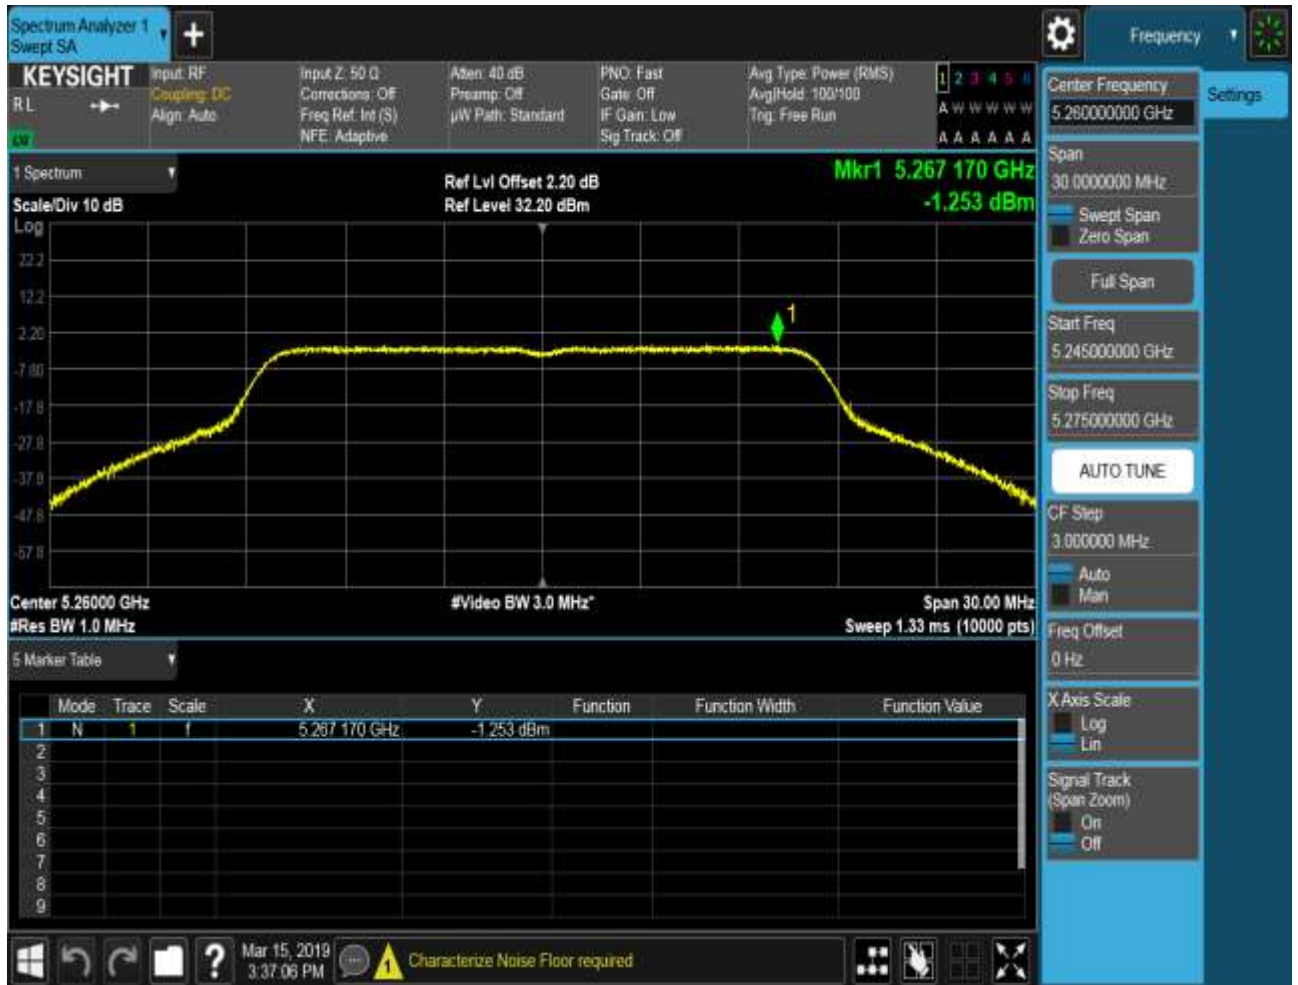 Spectrum Analyzer 1
Swept SA
+
Frequency
KEYSIGHT
RL
Input: RF
Coupling: DC
Align: Auto
Input Z: 50 Ω
Corrections: Off
Freq Ref: Int (S)
NFE: Adaptive
Atten: 40 dB
Preamp: Off
µW Path: Standard
PNO: Fast
Gate: Off
IF Gain: Low
Sig Track: Off
Avg Type: Power (RMS)
Avg|Hold: 100/100
Trig: Free Run
1 2 3 4 5 6
A W W W W W
A A A A A A
1 Spectrum
Scale/Div 10 dB
Ref Lvl Offset 2.20 dB
Ref Level 32.20 dBm
Mkr1 5.267 170 GHz
-1.253 dBm
Log
22.2
12.2
2.20
-7.80
-17.8
-27.8
-37.8
-47.8
-57.8
1
Center 5.26000 GHz
#Res BW 1.0 MHz
#Video BW 3.0 MHz*
Span 30.00 MHz
Sweep 1.33 ms (10000 pts)
5 Marker Table
Mode Trace Scale X Y Function Function Width Function Value
1 N 1 f 5.267 170 GHz -1.253 dBm
2
3
4
5
6
7
8
9
Mar 15, 2019
3:37:06 PM
?
1
Characterize Noise Floor required
Center Frequency
5.260000000 GHz
Settings
Span
30.0000000 MHz
Swept Span
Zero Span
Full Span
Start Freq
5.245000000 GHz
Stop Freq
5.275000000 GHz
AUTO TUNE
CF Step
3.000000 MHz
Auto
Man
Freq Offset
0 Hz
X Axis Scale
Log
Lin
Signal Track
(Span Zoom)
On
Off